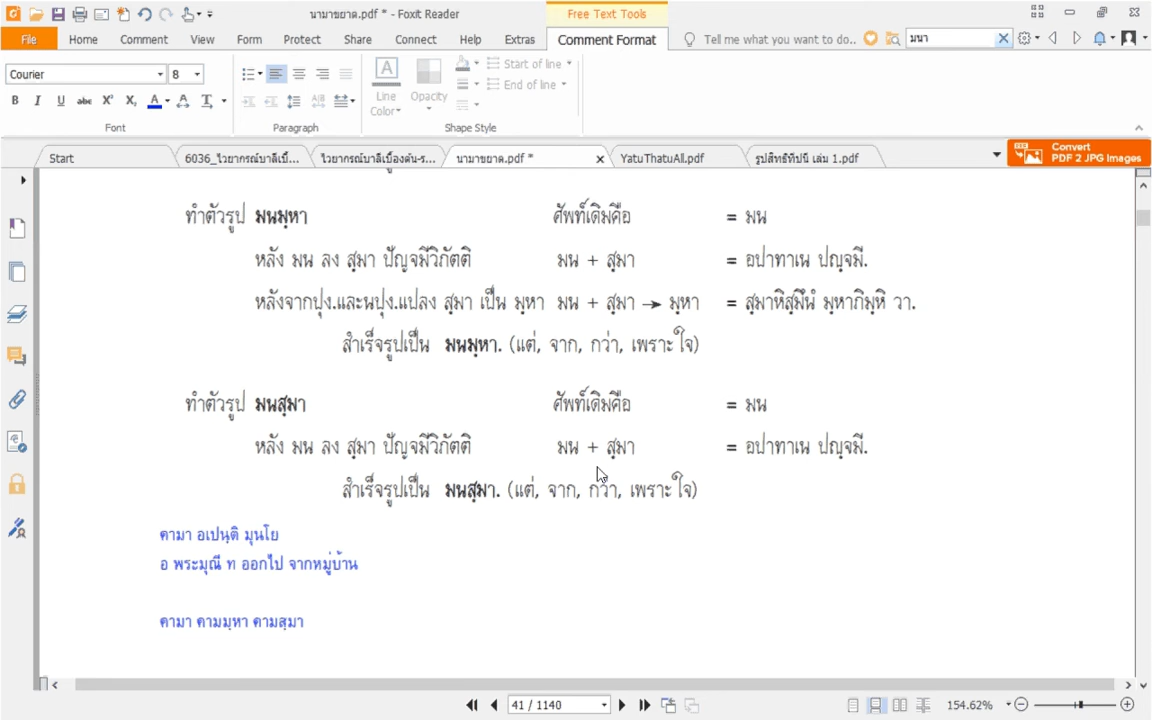 นามาขยาด.pdf * - Foxit Reader
Free Text Tools
File Home Comment View Form Protect Share Connect Help Extras Comment Format Tell me what you want to do.. มนา
Courier 8
Start of line
End of line
B I U abc X² X₂ A A T
Line Color
Opacity
Font Paragraph Shape Style
Start 6036_ไวยากรณ์บาลีเบื้... ไวยากรณ์บาลีเบื้องต้น-ร... นามาขยาด.pdf * YatuThatuAll.pdf รูปสิทธิทีปนี เล่ม 1.pdf Convert PDF 2 JPG Images
ทำตัวรูป มนมฺหา ศัพท์เดิมคือ = มน
หลัง มน ลง สฺมา ปัญจมีวิภัตติ มน + สฺมา = อปาทาเน ปญฺจมี.
หลังจากปุง.และนปุง.แปลง สฺมา เป็น มฺหา มน + สฺมา → มฺหา = สฺมาหิสฺมึนํ มฺหาภิมฺหิ วา.
สำเร็จรูปเป็น มนมฺหา. (แต่, จาก, กว่า, เพราะใจ)
ทำตัวรูป มนสฺมา ศัพท์เดิมคือ = มน
หลัง มน ลง สฺมา ปัญจมีวิภัตติ มน + สฺมา = อปาทาเน ปญฺจมี.
สำเร็จรูปเป็น มนสฺมา. (แต่, จาก, กว่า, เพราะใจ)
คามา อเปนฺติ มุนโย
อ พระมุณี ท ออกไป จากหมู่บ้าน
คามา คามมฺหา คามสฺมา
41 / 1140 154.62%